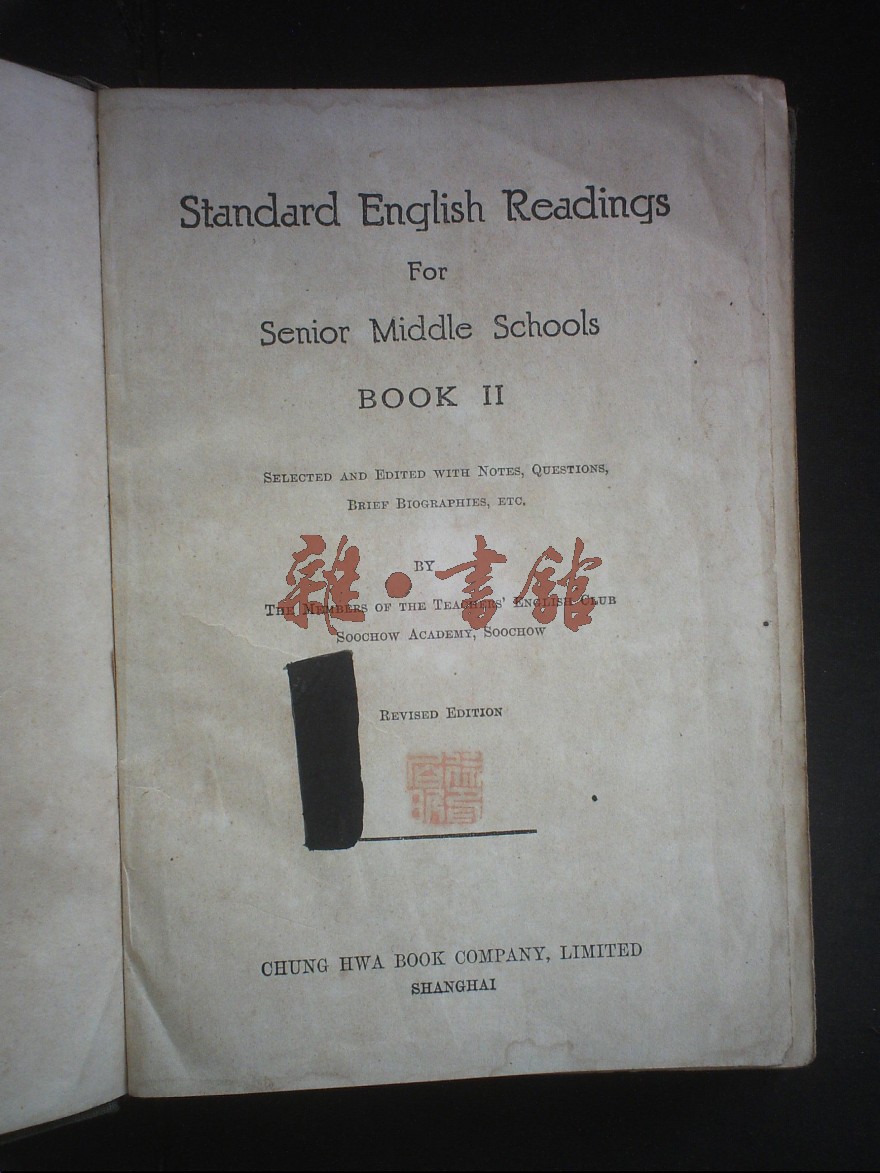 Standard English Readings
For
Senior Middle Schools
BOOK II
SELECTED AND EDITED WITH NOTES, QUESTIONS,
BRIEF BIOGRAPHIES, ETC.
BY
雜·書館
THE MEMBERS OF THE TEACHERS' ENGLISH CLUB
SOOCHOW ACADEMY, SOOCHOW
REVISED EDITION
CHUNG HWA BOOK COMPANY, LIMITED
SHANGHAI